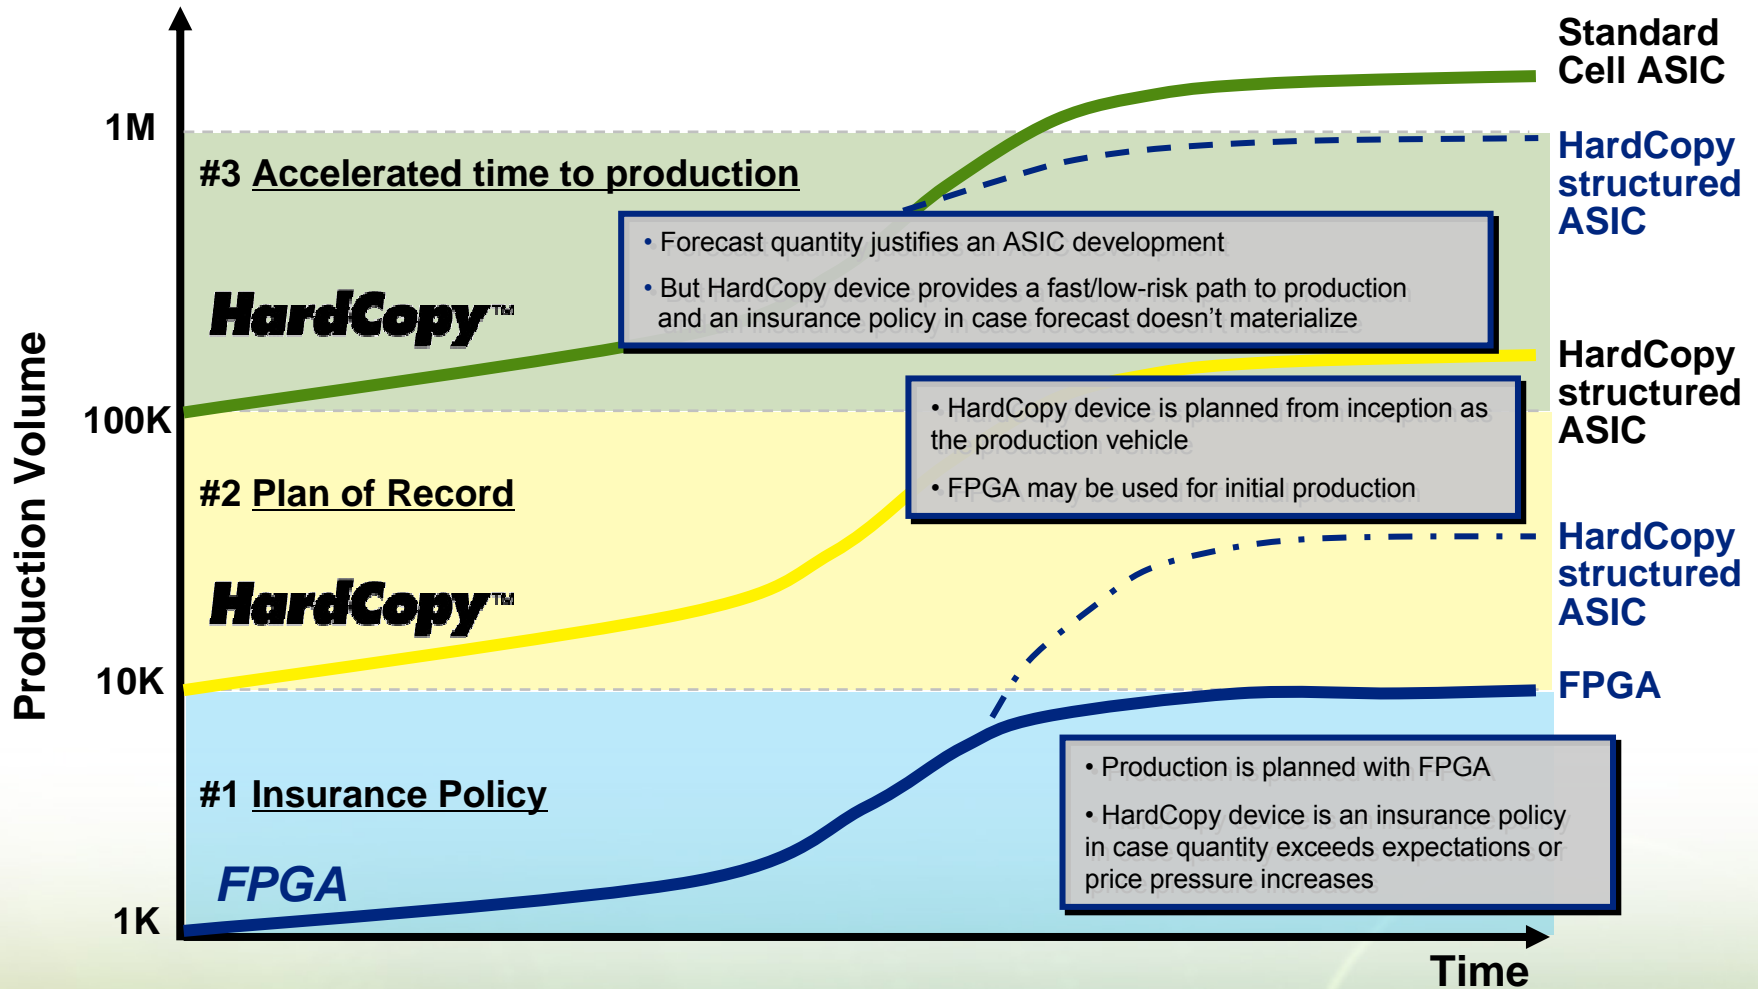 Standard
Cell ASIC
1M
#3 Accelerated time to production
HardCopy
structured
ASIC
• Forecast quantity justifies an ASIC development
• But HardCopy device provides a fast/low-risk path to production
and an insurance policy in case forecast doesn't materialize
HardCopy™
HardCopy
structured
ASIC
100K
• HardCopy device is planned from inception as
the production vehicle
• FPGA may be used for initial production
#2 Plan of Record
HardCopy™
HardCopy
structured
ASIC
10K
FPGA
• Production is planned with FPGA
• HardCopy device is an insurance policy
in case quantity exceeds expectations or
price pressure increases
#1 Insurance Policy
FPGA
1K
Production Volume
Time